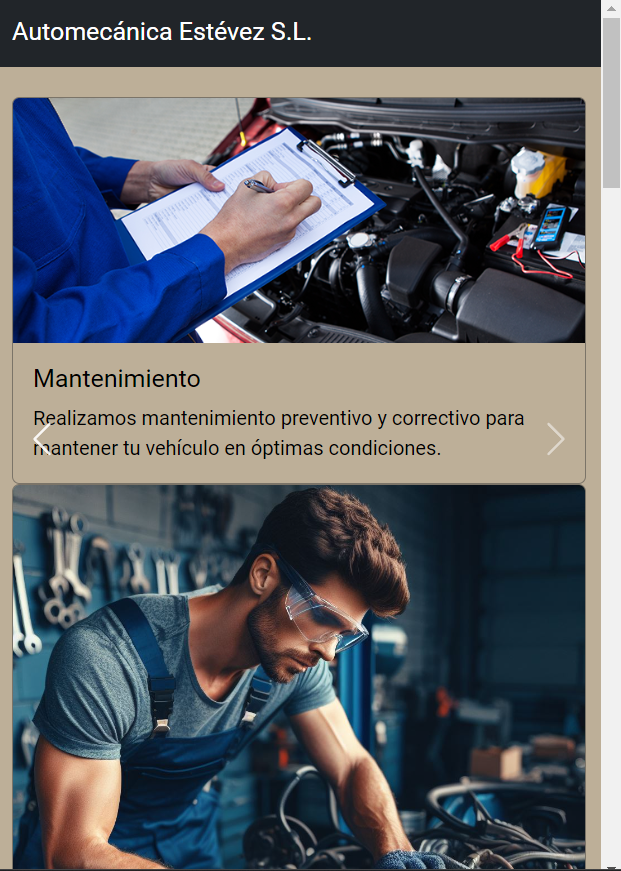 Automecánica Estévez S.L.
Mantenimiento
Realizamos mantenimiento preventivo y correctivo para
mantener tu vehículo en óptimas condiciones.